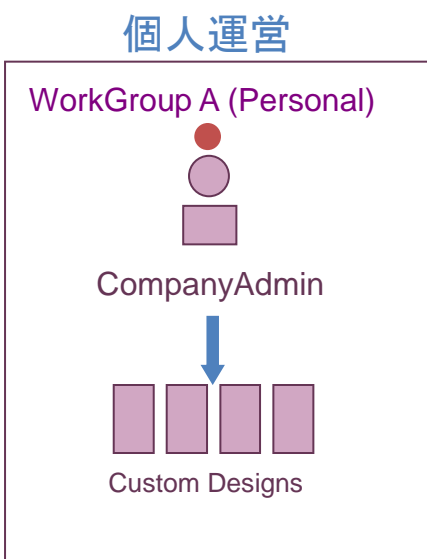 個人運営
WorkGroup A (Personal)
CompanyAdmin
Custom Designs